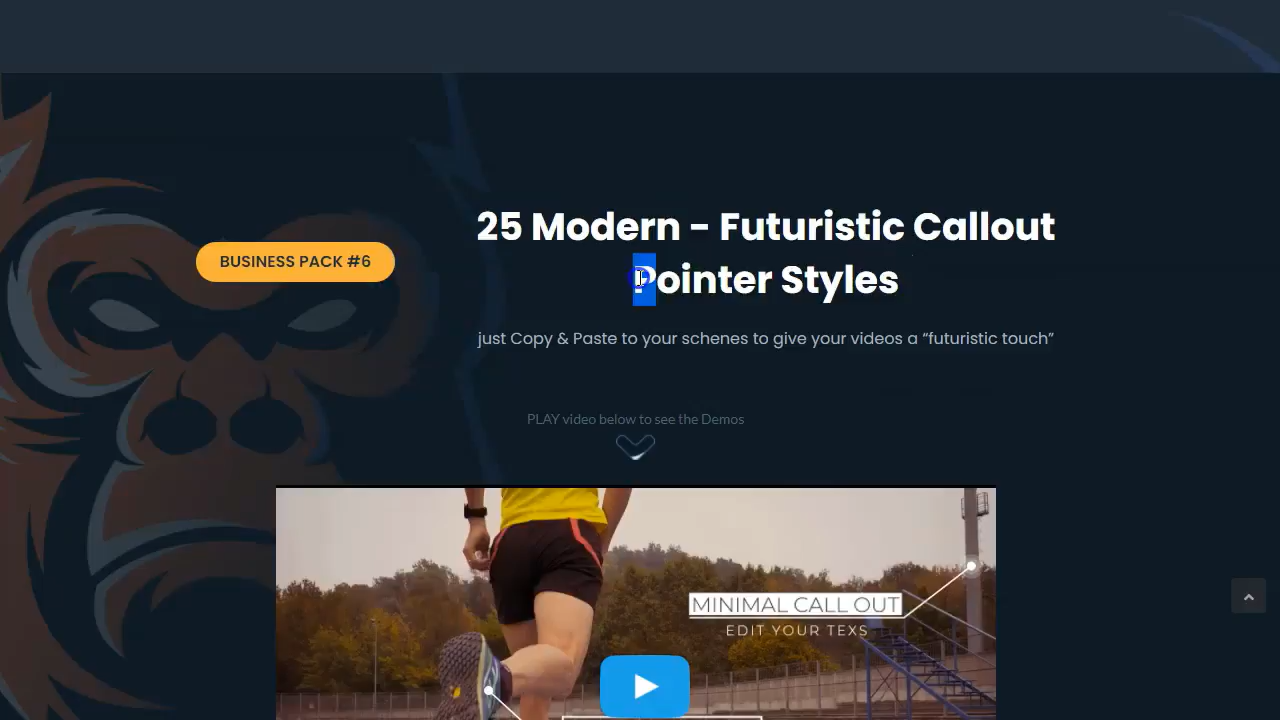 BUSINESS PACK #6
25 Modern - Futuristic Callout
Pointer Styles
just Copy & Paste to your schenes to give your videos a “futuristic touch”
PLAY video below to see the Demos
MINIMAL CALL OUT
EDIT YOUR TEXS